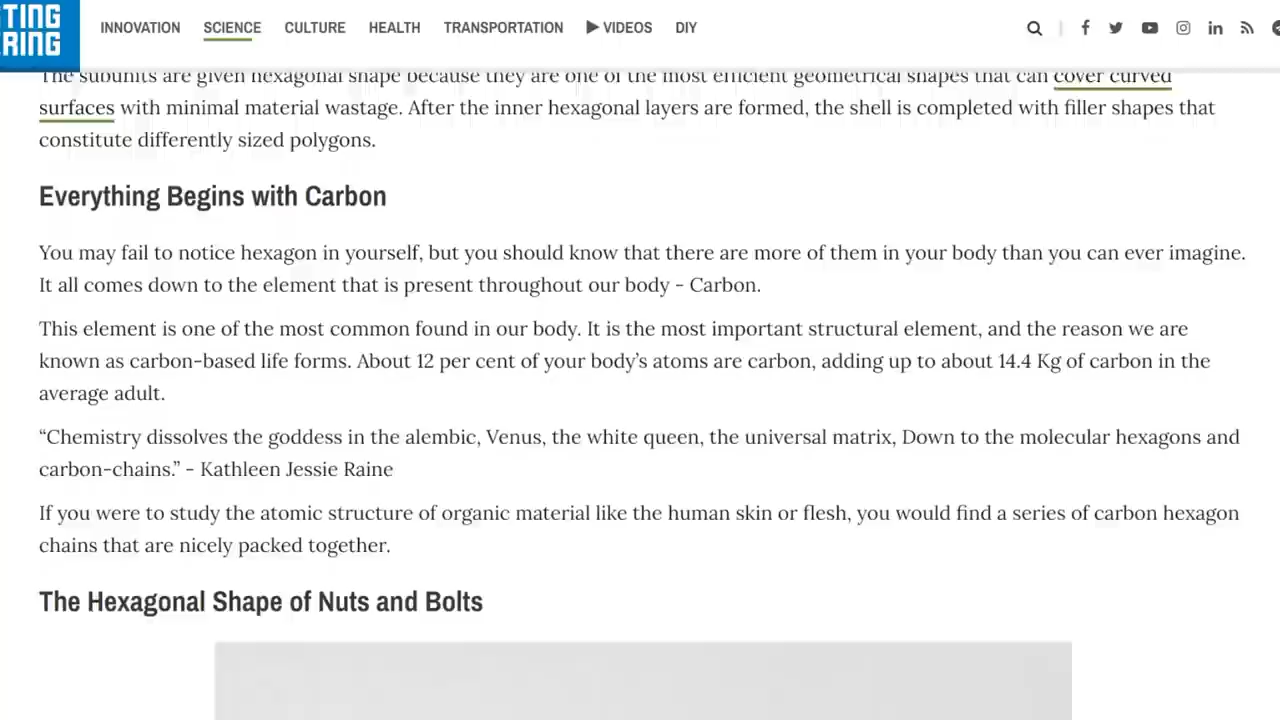 TING
RING
INNOVATION SCIENCE CULTURE HEALTH TRANSPORTATION VIDEOS DIY
The subunits are given hexagonal shape because they are one of the most efficient geometrical shapes that can cover curved
surfaces with minimal material wastage. After the inner hexagonal layers are formed, the shell is completed with filler shapes that
constitute differently sized polygons.
Everything Begins with Carbon
You may fail to notice hexagon in yourself, but you should know that there are more of them in your body than you can ever imagine.
It all comes down to the element that is present throughout our body - Carbon.
This element is one of the most common found in our body. It is the most important structural element, and the reason we are
known as carbon-based life forms. About 12 per cent of your body’s atoms are carbon, adding up to about 14.4 Kg of carbon in the
average adult.
“Chemistry dissolves the goddess in the alembic, Venus, the white queen, the universal matrix, Down to the molecular hexagons and
carbon-chains.” - Kathleen Jessie Raine
If you were to study the atomic structure of organic material like the human skin or flesh, you would find a series of carbon hexagon
chains that are nicely packed together.
The Hexagonal Shape of Nuts and Bolts